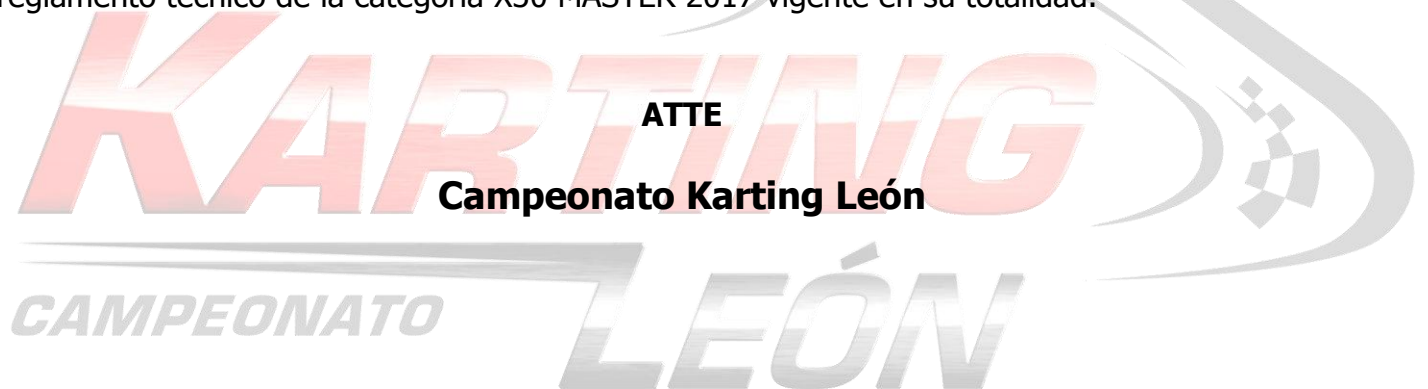 reglamento técnico de la categoría X30 MASTER 2017 vigente en su totalidad.
ATTE
Campeonato Karting León
KARTING
CAMPEONATO LEÓN